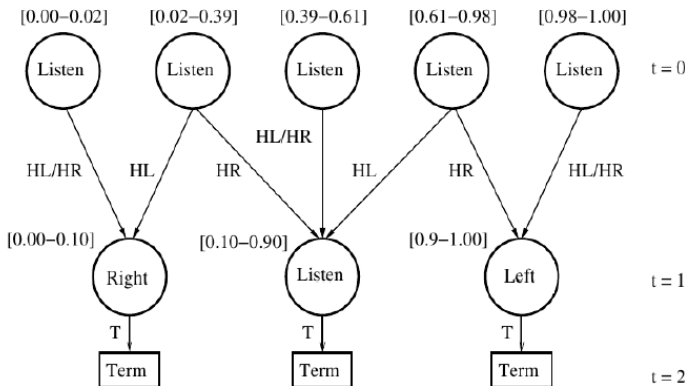 [0.00–0.02] [0.02–0.39] [0.39–0.61] [0.61–0.98] [0.98–1.00]
Listen Listen Listen Listen Listen t = 0
HL/HR
HL/HR HL HR HL HR HL/HR
[0.00–0.10] [0.10–0.90] [0.9–1.00]
Right Listen Left t = 1
T T T
Term Term Term t = 2